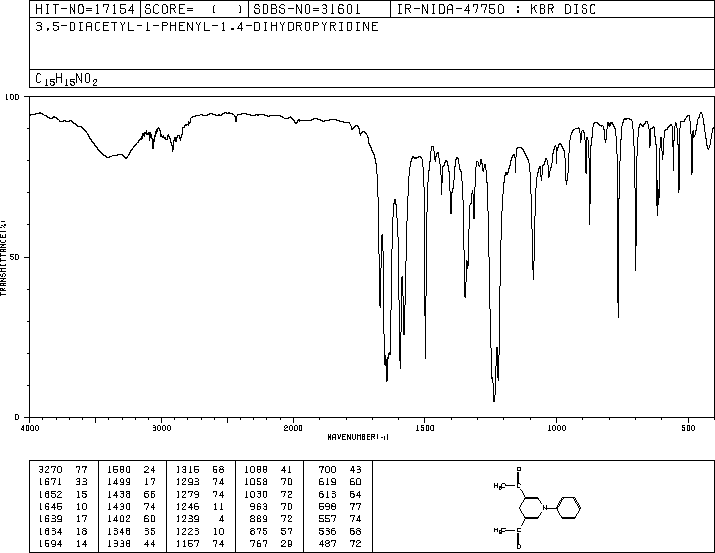 HIT-NO=17154 SCORE= ( ) SDBS-NO=31601 IR-NIDA-47750 : KBR DISC
3,5-DIACETYL-1-PHENYL-1,4-DIHYDROPYRIDINE
C15H15NO2
100
50
0
TRANSMITTANCE(%)
4000 3000 2000 1500 1000 500
WAVENUMBER(-1)
3270 77 1580 24 1316 68 1088 41 700 43
1671 33 1499 17 1293 74 1058 70 619 60
1652 15 1438 66 1279 74 1030 72 613 64
1645 10 1430 74 1246 11 963 70 598 77
1639 17 1402 60 1239 4 889 72 557 74
1634 18 1348 35 1223 10 875 57 536 68
1594 14 1338 44 1157 74 767 29 487 72
O
H3C C
N
H3C C
O